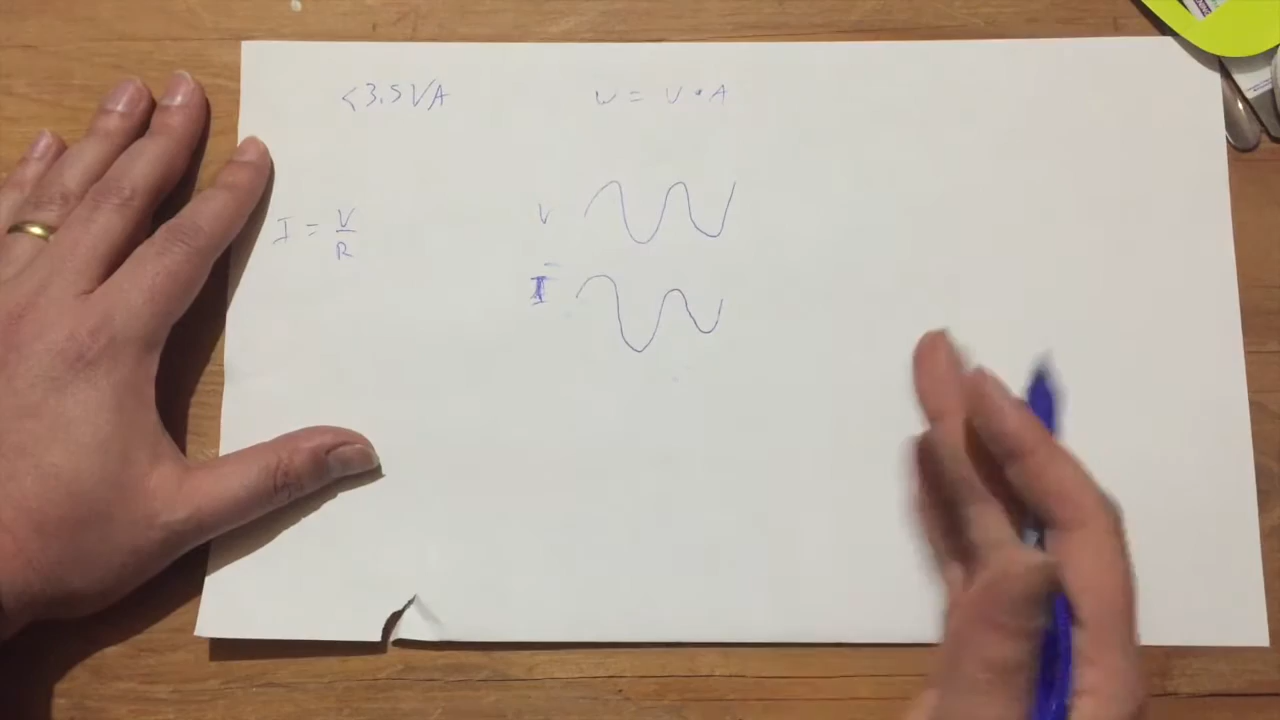 <3.5VA
W = V • A
I = V/R
V
I